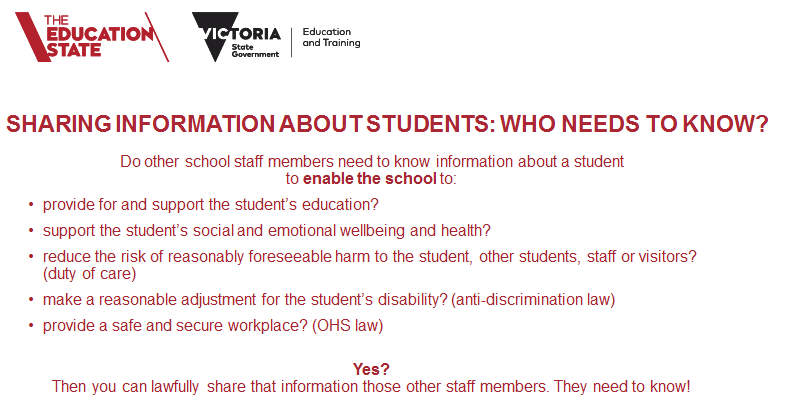 THE
EDUCATION
STATE
VICTORIA
State
Government
Education
and Training
SHARING INFORMATION ABOUT STUDENTS: WHO NEEDS TO KNOW?
Do other school staff members need to know information about a student
to enable the school to:
• provide for and support the student's education?
• support the student's social and emotional wellbeing and health?
• reduce the risk of reasonably foreseeable harm to the student, other students, staff or visitors?
(duty of care)
• make a reasonable adjustment for the student's disability? (anti-discrimination law)
• provide a safe and secure workplace? (OHS law)
Yes?
Then you can lawfully share that information those other staff members. They need to know!